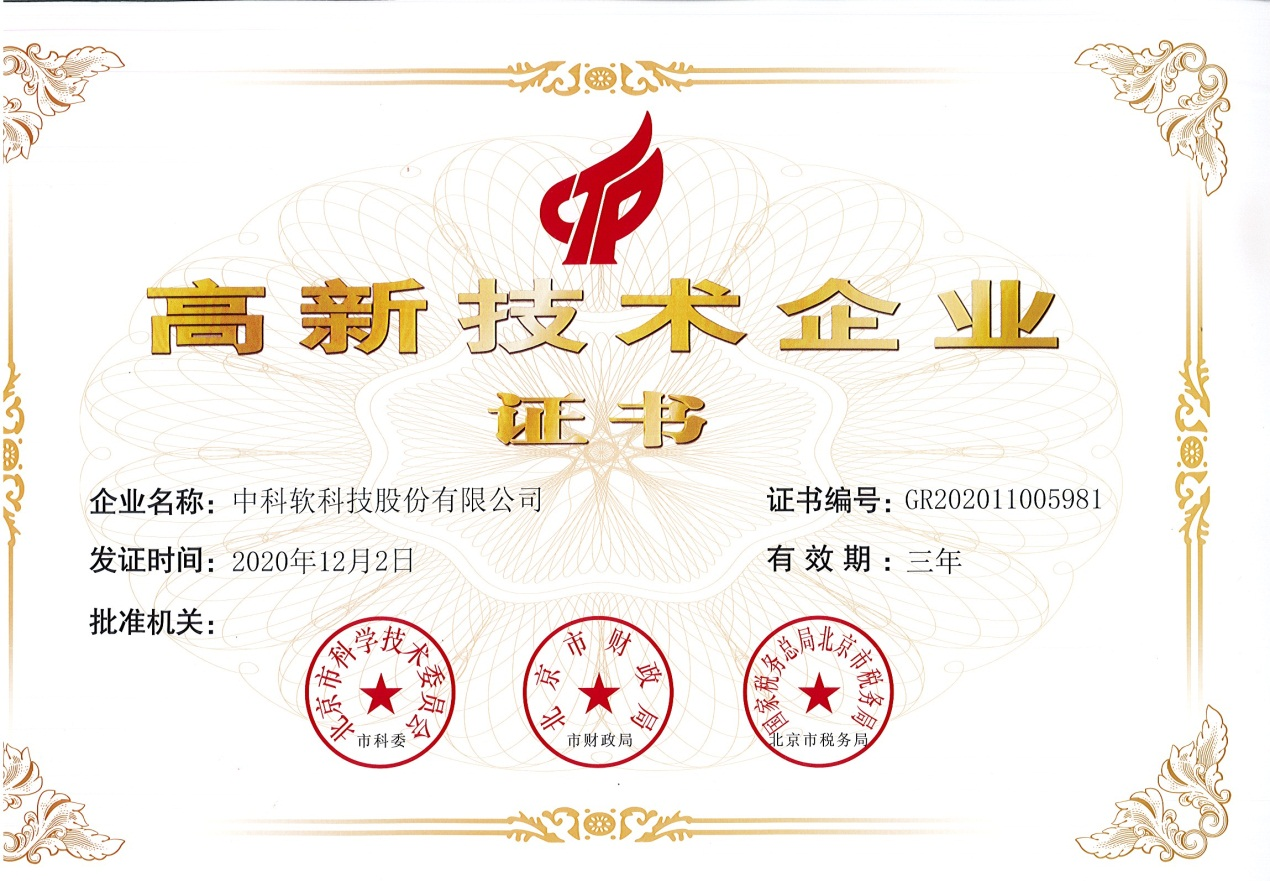 高新技术企业
证书
企业名称：中科软科技股份有限公司
证书编号：GR202011005981
发证时间：2020年12月2日
有效期：三年
批准机关：
北京市科学技术委员会
市科委
北京市财政局
市财政局
国家税务总局北京市税务局
北京市税务局